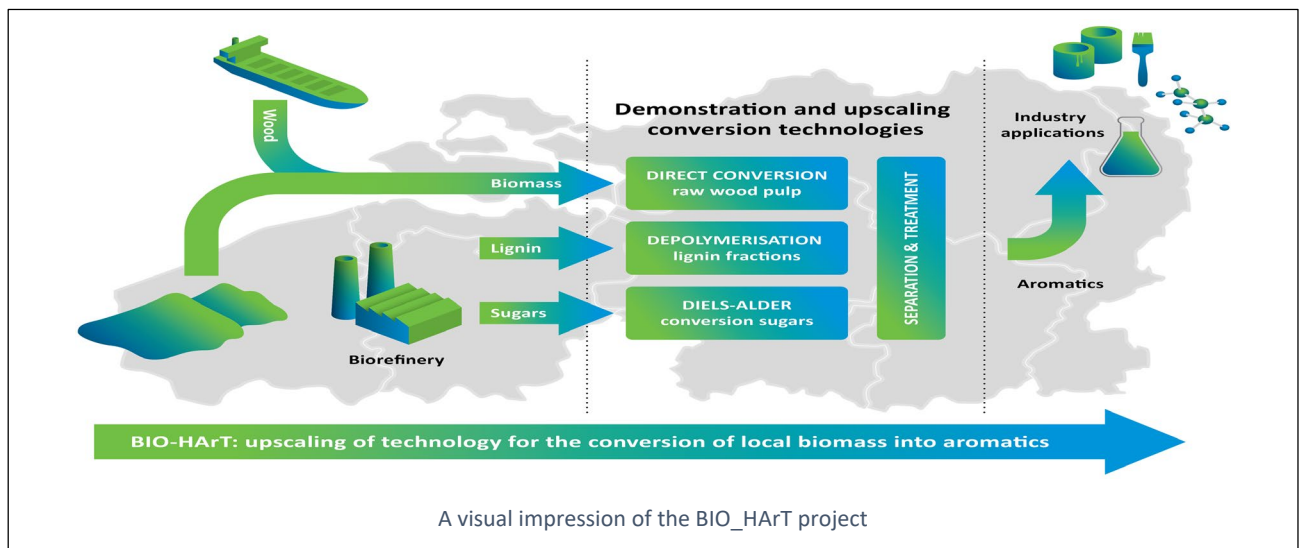 Wood
Demonstration and upscaling
conversion technologies
Industry
applications
Biomass
DIRECT CONVERSION
raw wood pulp
Lignin
DEPOLYMERISATION
lignin fractions
Sugars
DIELS-ALDER
conversion sugars
SEPARATION & TREATMENT
Aromatics
Biorefinery
BIO-HArT: upscaling of technology for the conversion of local biomass into aromatics
A visual impression of the BIO_HArT project